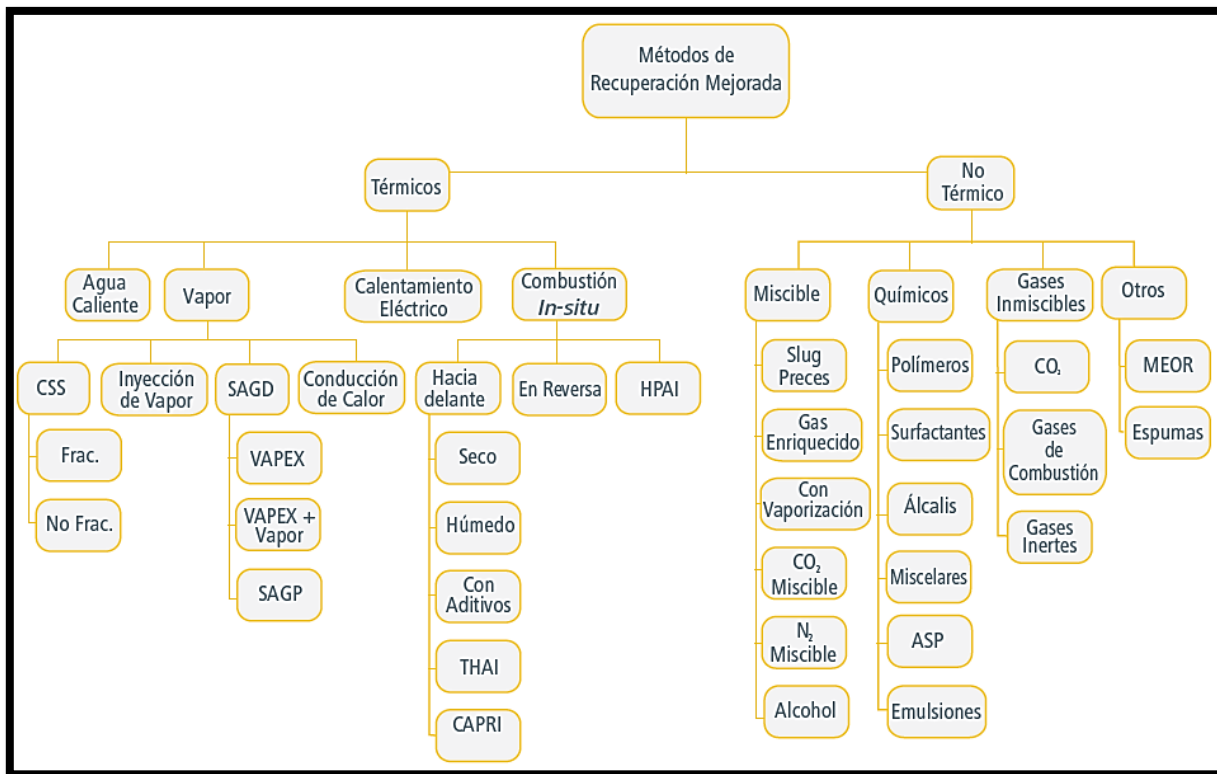 Métodos de
Recuperación Mejorada
Térmicos
No
Térmico
Agua
Caliente
Vapor
Calentamiento
Eléctrico
Combustión
In-situ
Miscible
Químicos
Gases
Inmiscibles
Otros
CSS
Inyección
de Vapor
SAGD
Conducción
de Calor
Hacia
delante
En Reversa
HPAI
Frac.
No Frac.
VAPEX
VAPEX +
Vapor
SAGP
Seco
Húmedo
Con
Aditivos
THAI
CAPRI
Slug
Preces
Gas
Enriquecido
Con
Vaporización
CO₂
Miscible
N₂
Miscible
Alcohol
Polímeros
Surfactantes
Álcalis
Miscelares
ASP
Emulsiones
CO₂
Gases
de
Combustión
Gases
Inertes
MEOR
Espumas